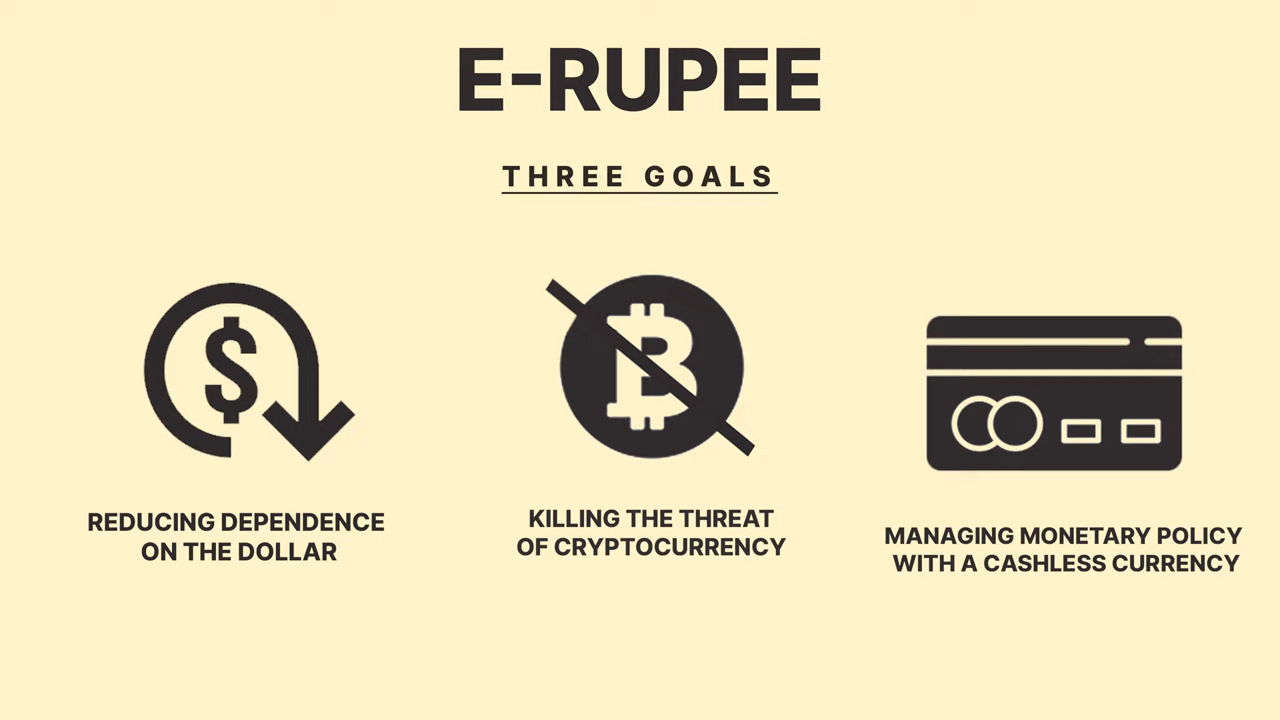 E-RUPEE
THREE GOALS
REDUCING DEPENDENCE
ON THE DOLLAR
KILLING THE THREAT
OF CRYPTOCURRENCY
MANAGING MONETARY POLICY
WITH A CASHLESS CURRENCY